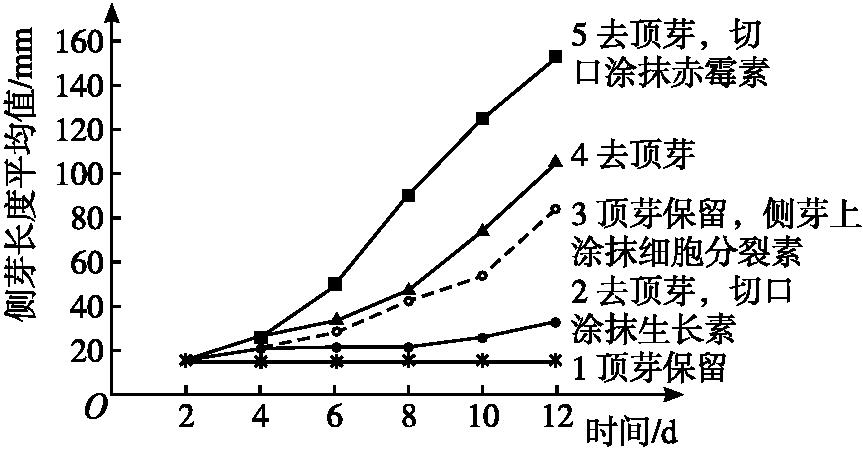 侧芽长度平均值/mm
160
140
120
100
80
60
40
20
O
2 4 6 8 10 12
时间/d
5 去顶芽，切
口涂抹赤霉素
4 去顶芽
3 顶芽保留，侧芽上
涂抹细胞分裂素
2 去顶芽，切口
涂抹生长素
1 顶芽保留